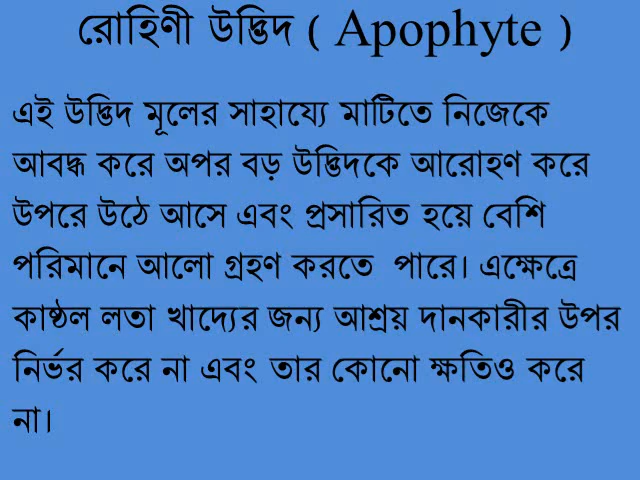 রোহিণী উদ্ভিদ ( Apophyte )
এই উদ্ভিদ মূলের সাহায্যে মাটিতে নিজেকে
আবদ্ধ করে অপর বড় উদ্ভিদকে আরোহণ করে
উপরে উঠে আসে এবং প্রসারিত হয়ে বেশি
পরিমানে আলো গ্রহণ করতে পারে। এক্ষেত্রে
কাষ্ঠল লতা খাদ্যের জন্য আশ্রয় দানকারীর উপর
নির্ভর করে না এবং তার কোনো ক্ষতিও করে
না।